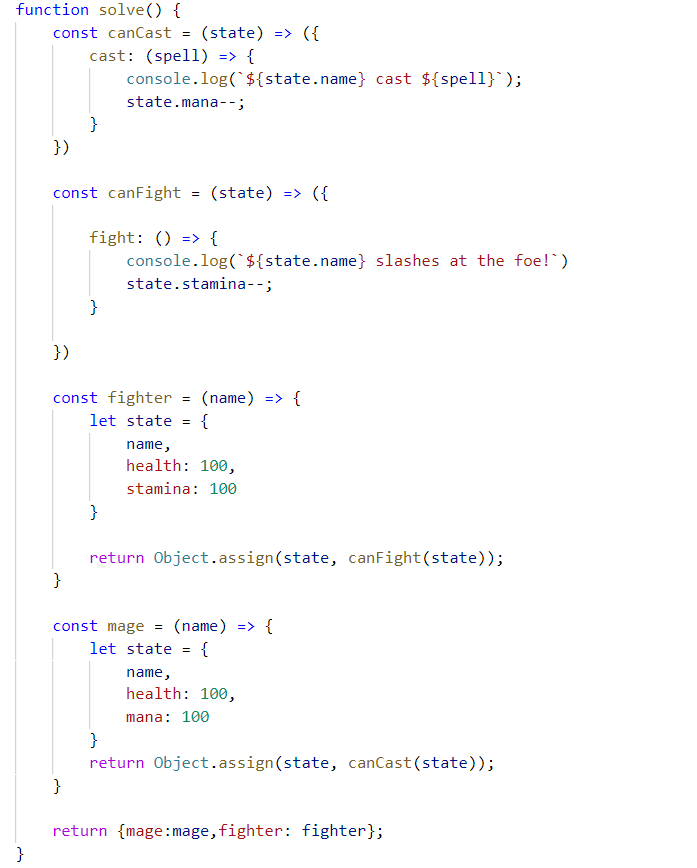 function solve() {
    const canCast = (state) => ({
        cast: (spell) => {
            console.log(`${state.name} cast ${spell}`);
            state.mana--;
        }
    })

    const canFight = (state) => ({

        fight: () => {
            console.log(`${state.name} slashes at the foe!`)
            state.stamina--;
        }

    })

    const fighter = (name) => {
        let state = {
            name,
            health: 100,
            stamina: 100
        }

        return Object.assign(state, canFight(state));
    }

    const mage = (name) => {
        let state = {
            name,
            health: 100,
            mana: 100
        }
        return Object.assign(state, canCast(state));
    }

    return {mage:mage,fighter: fighter};
}